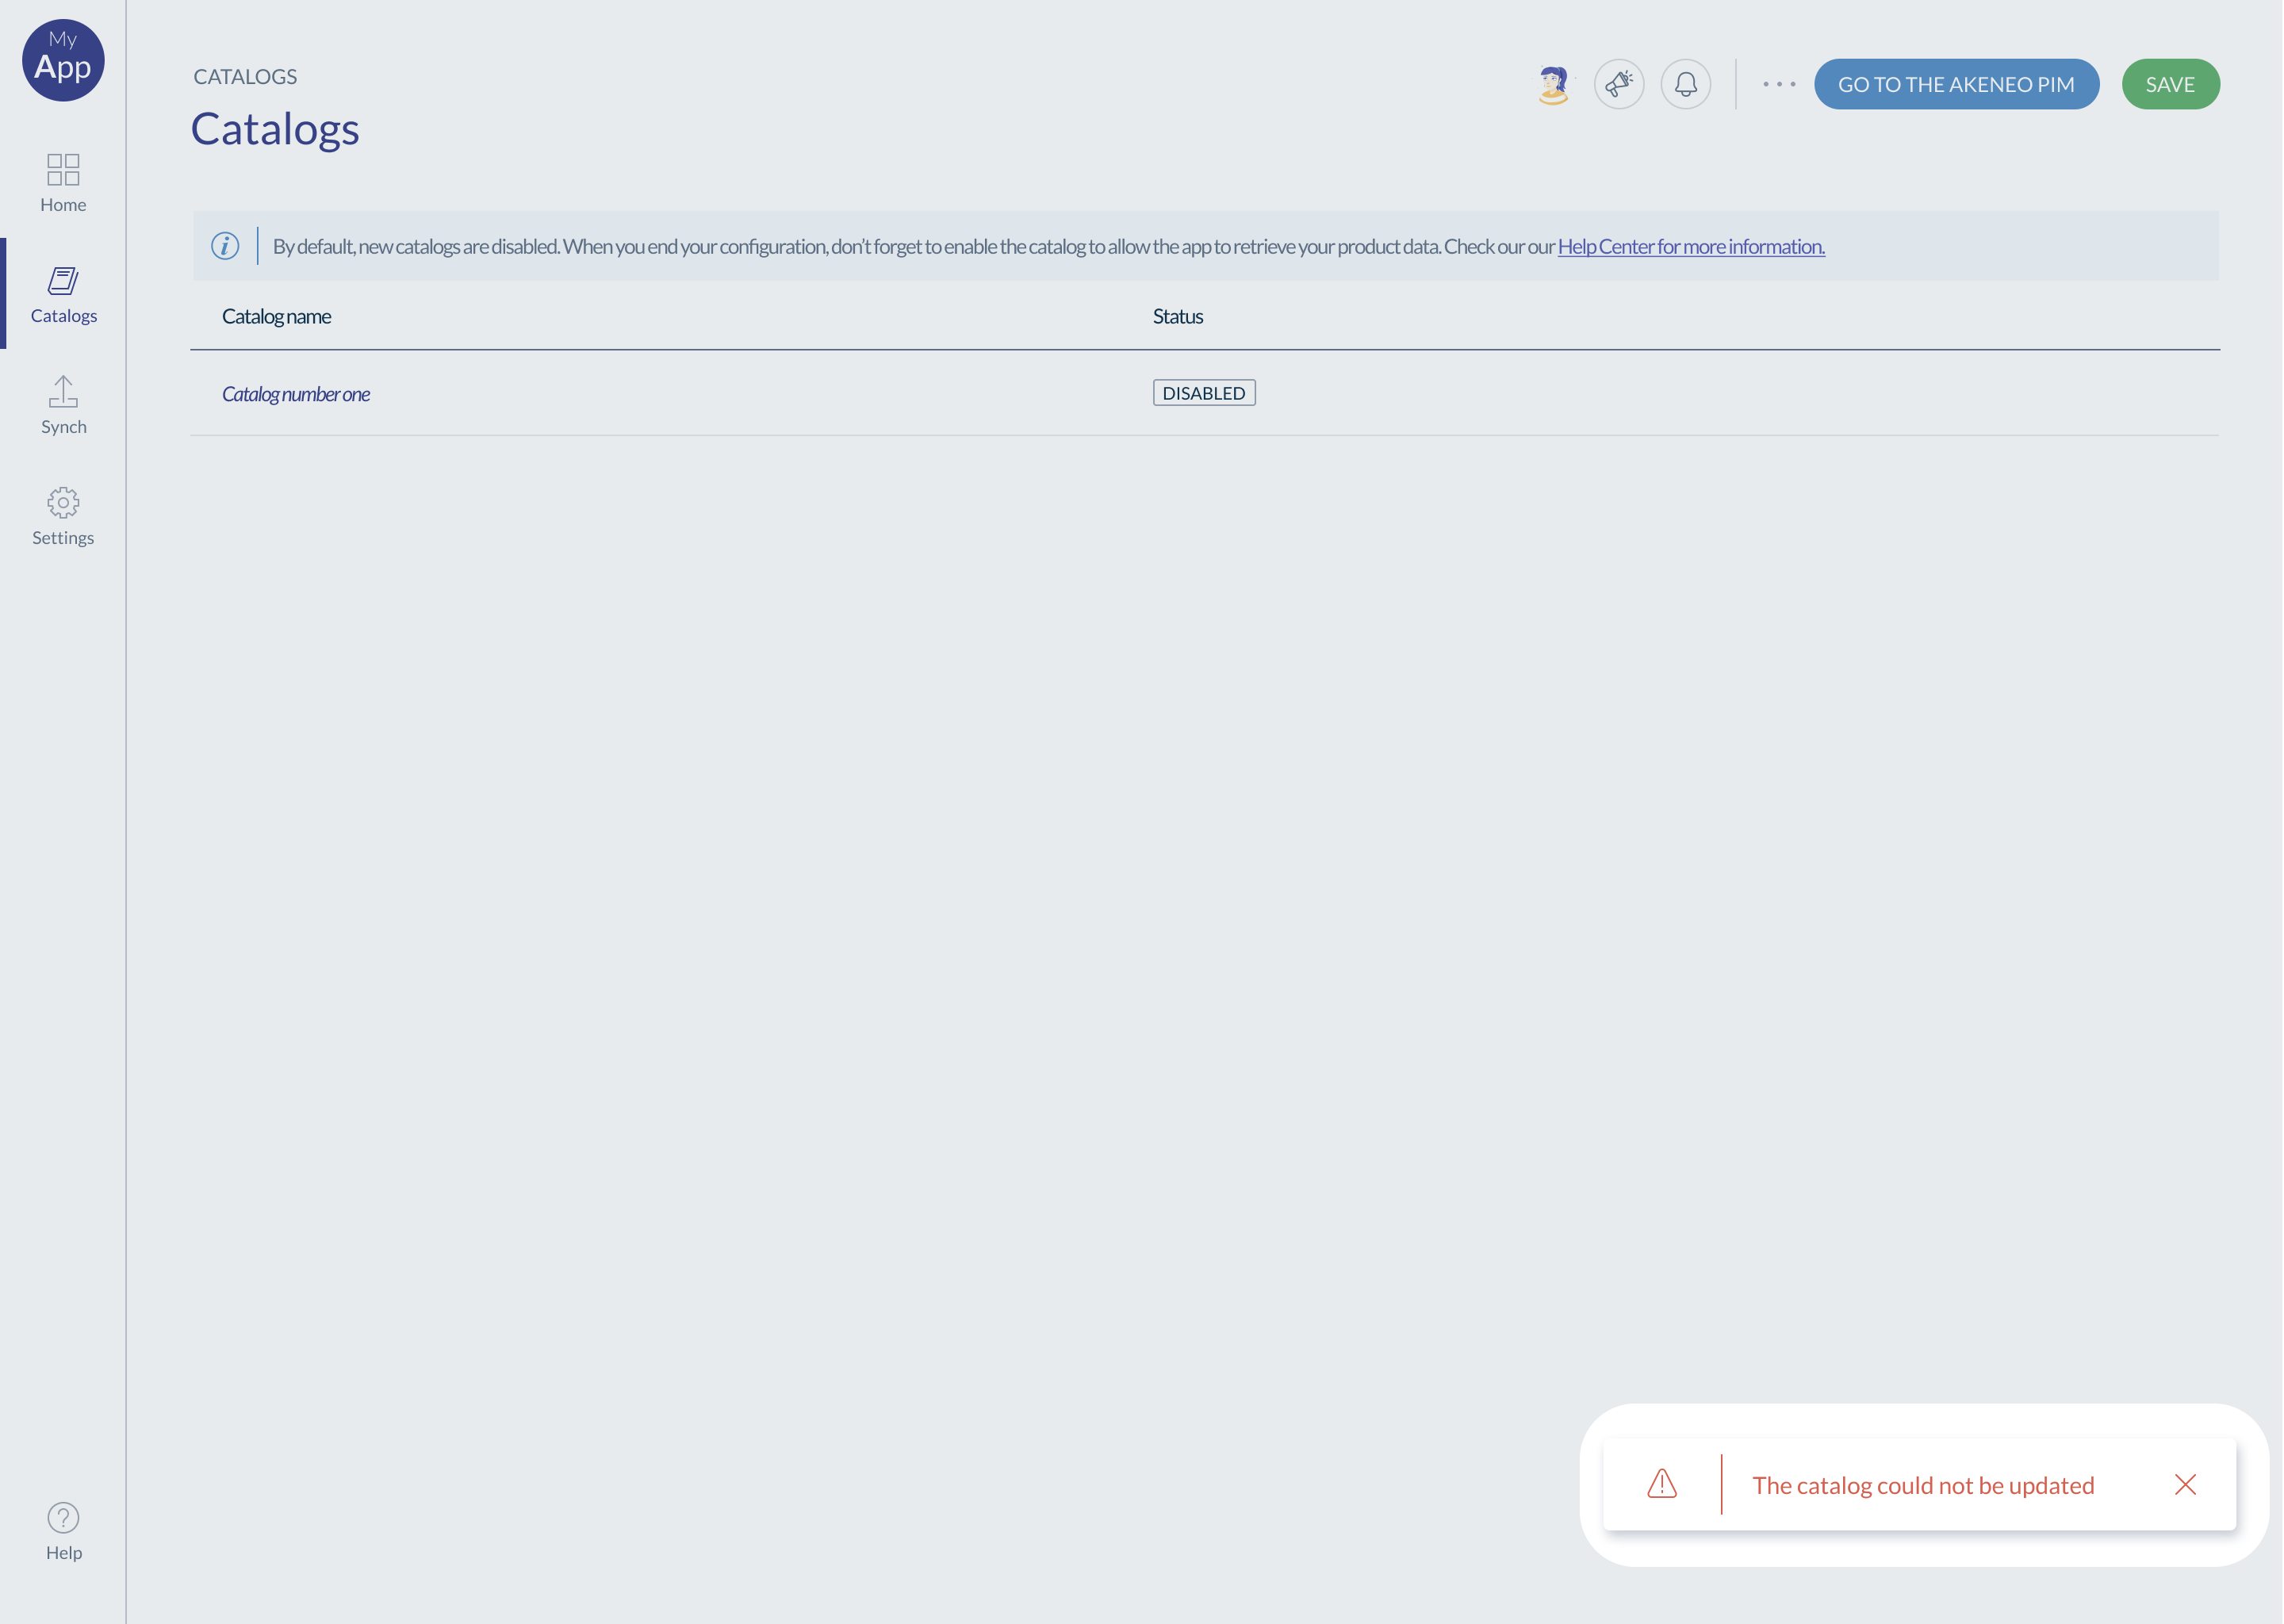 My
App
Home
Catalogs
Synch
Settings
Help
CATALOGS
Catalogs
GO TO THE AKENEO PIM
SAVE
By default, new catalogs are disabled. When you end your configuration, don’t forget to enable the catalog to allow the app to retrieve your product data. Check our our Help Center for more information.
Catalog name Status
Catalog number one DISABLED
The catalog could not be updated